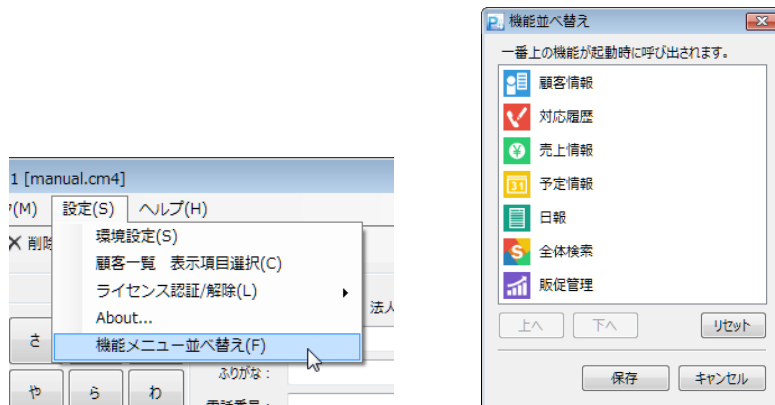 1 [manual.cm4]
(M) 設定(S) ヘルプ(H)
削除
環境設定(S)
顧客一覧 表示項目選択(C)
ライセンス認証/解除(L)
About...
機能メニュー並べ替え(F)
法人
さ
ふりがな :
や ら わ
電話番号 :
機能並べ替え
一番上の機能が起動時に呼び出されます。
顧客情報
対応履歴
売上情報
31 予定情報
日報
S 全体検索
販促管理
上へ 下へ リセット
保存 キャンセル